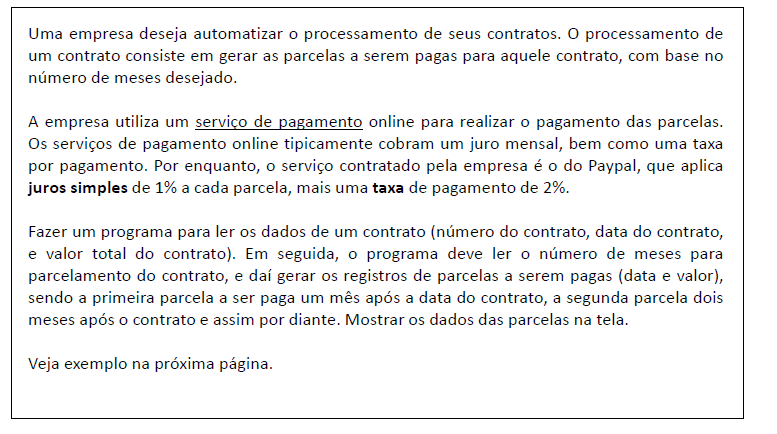 Uma empresa deseja automatizar o processamento de seus contratos. O processamento de
um contrato consiste em gerar as parcelas a serem pagas para aquele contrato, com base no
número de meses desejado.
A empresa utiliza um serviço de pagamento online para realizar o pagamento das parcelas.
Os serviços de pagamento online tipicamente cobram um juro mensal, bem como uma taxa
por pagamento. Por enquanto, o serviço contratado pela empresa é o do Paypal, que aplica
juros simples de 1% a cada parcela, mais uma taxa de pagamento de 2%.
Fazer um programa para ler os dados de um contrato (número do contrato, data do contrato,
e valor total do contrato). Em seguida, o programa deve ler o número de meses para
parcelamento do contrato, e daí gerar os registros de parcelas a serem pagas (data e valor),
sendo a primeira parcela a ser paga um mês após a data do contrato, a segunda parcela dois
meses após o contrato e assim por diante. Mostrar os dados das parcelas na tela.
Veja exemplo na próxima página.